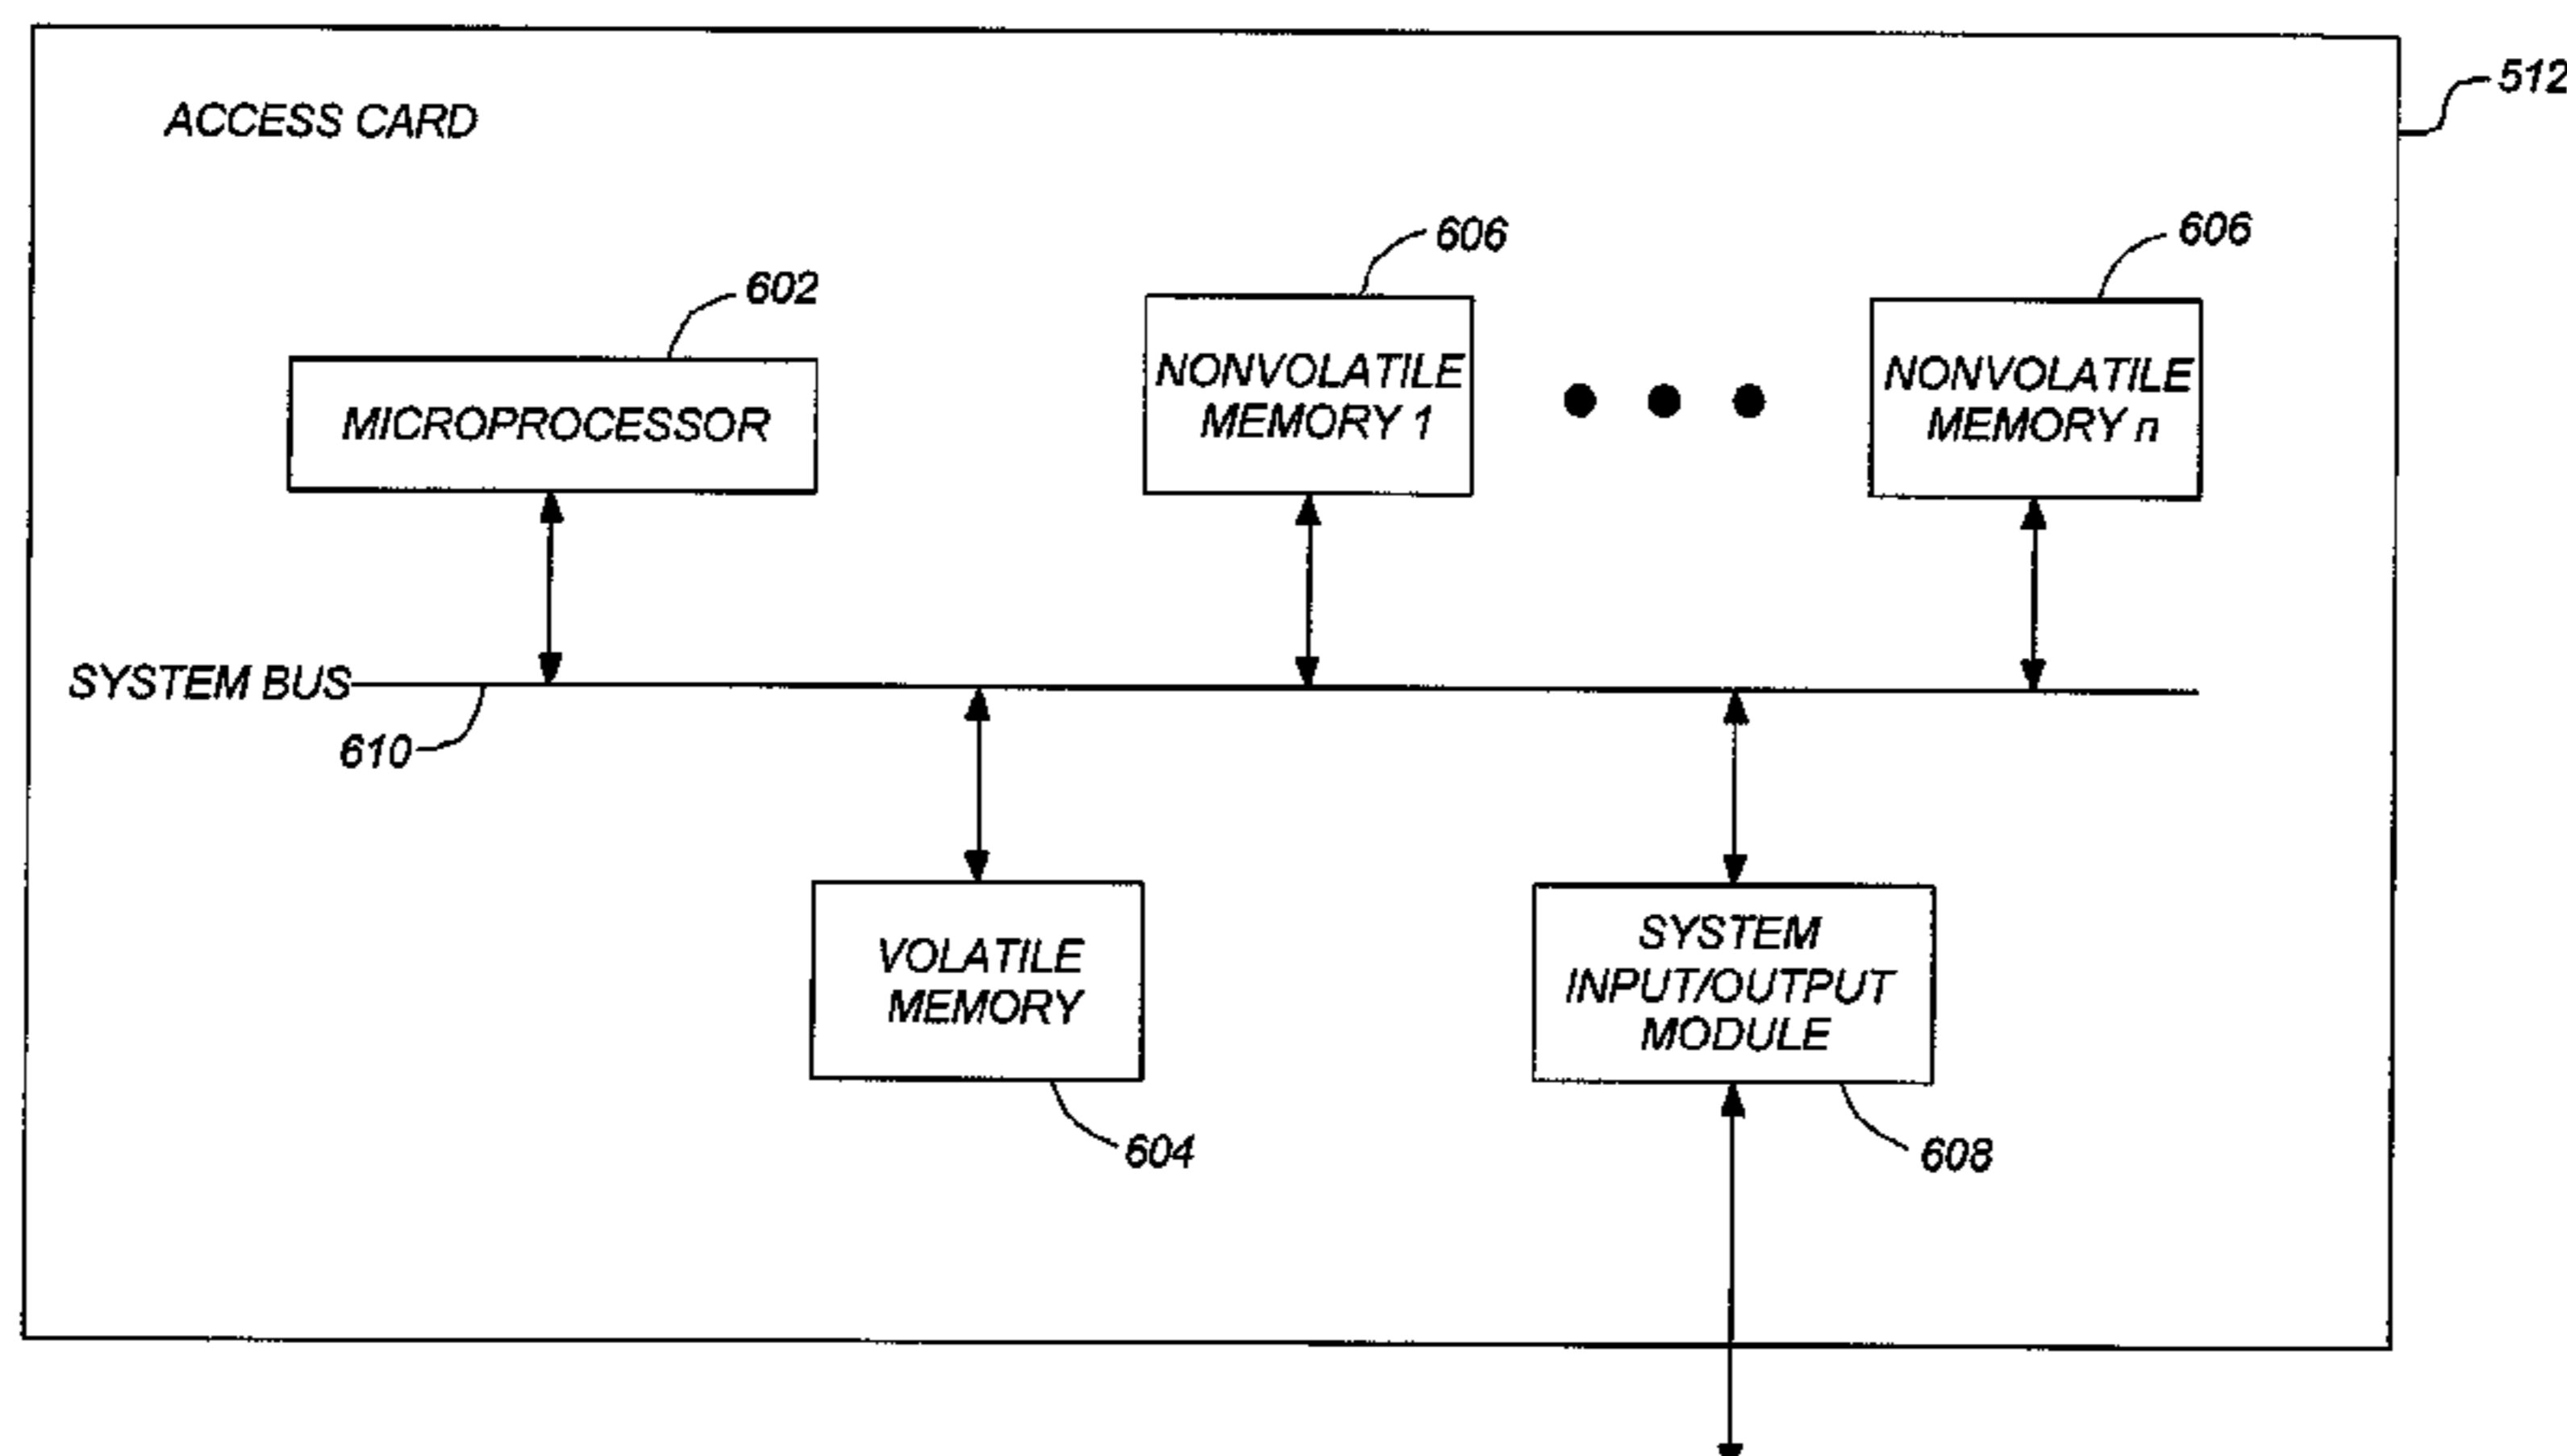 512
ACCESS CARD
606
606
602
NONVOLATILE
MEMORY 1
NONVOLATILE
MEMORY n
MICROPROCESSOR
SYSTEM BUS
610
VOLATILE
MEMORY
SYSTEM
INPUT/OUTPUT
MODULE
604
608